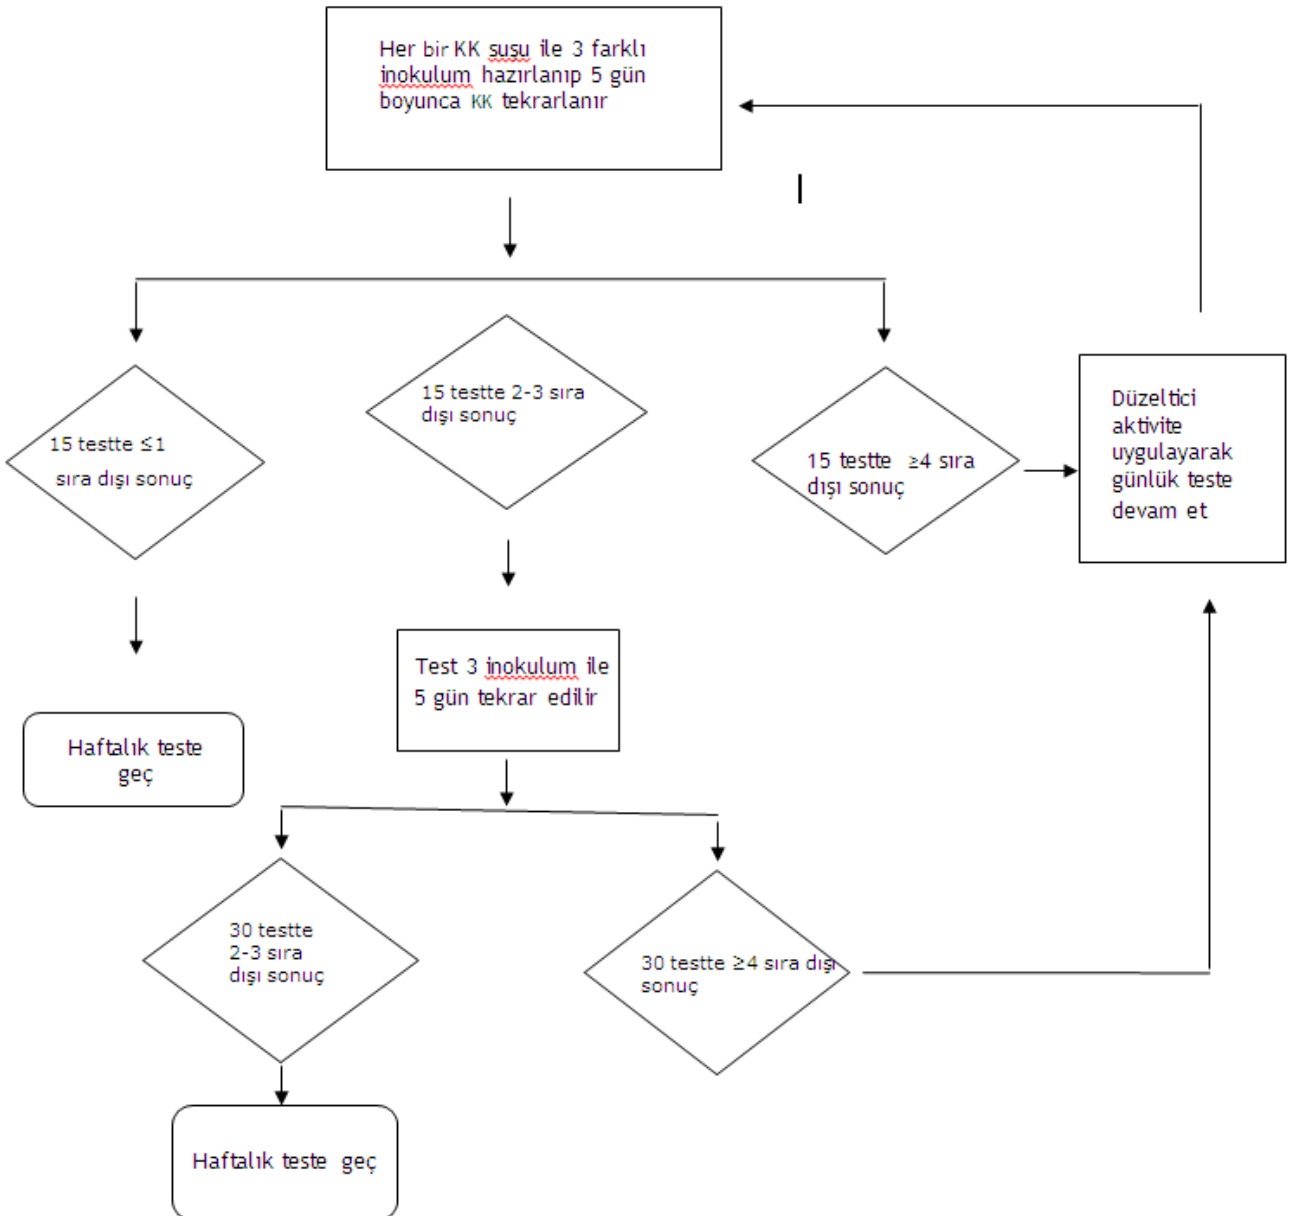 Her bir KK suşu ile 3 farklı
inokulum hazırlanıp 5 gün
boyunca KK tekrarlanır
15 testte ≤1
sıra dışı sonuç
15 testte 2-3 sıra
dışı sonuç
15 testte ≥4 sıra
dışı sonuç
Düzeltici
aktivite
uygulayarak
günlük teste
devam et
Test 3 inokulum ile
5 gün tekrar edilir
Haftalık teste
geç
30 testte
2-3 sıra
dışı sonuç
30 testte ≥4 sıra dışı
sonuç
Haftalık teste geç